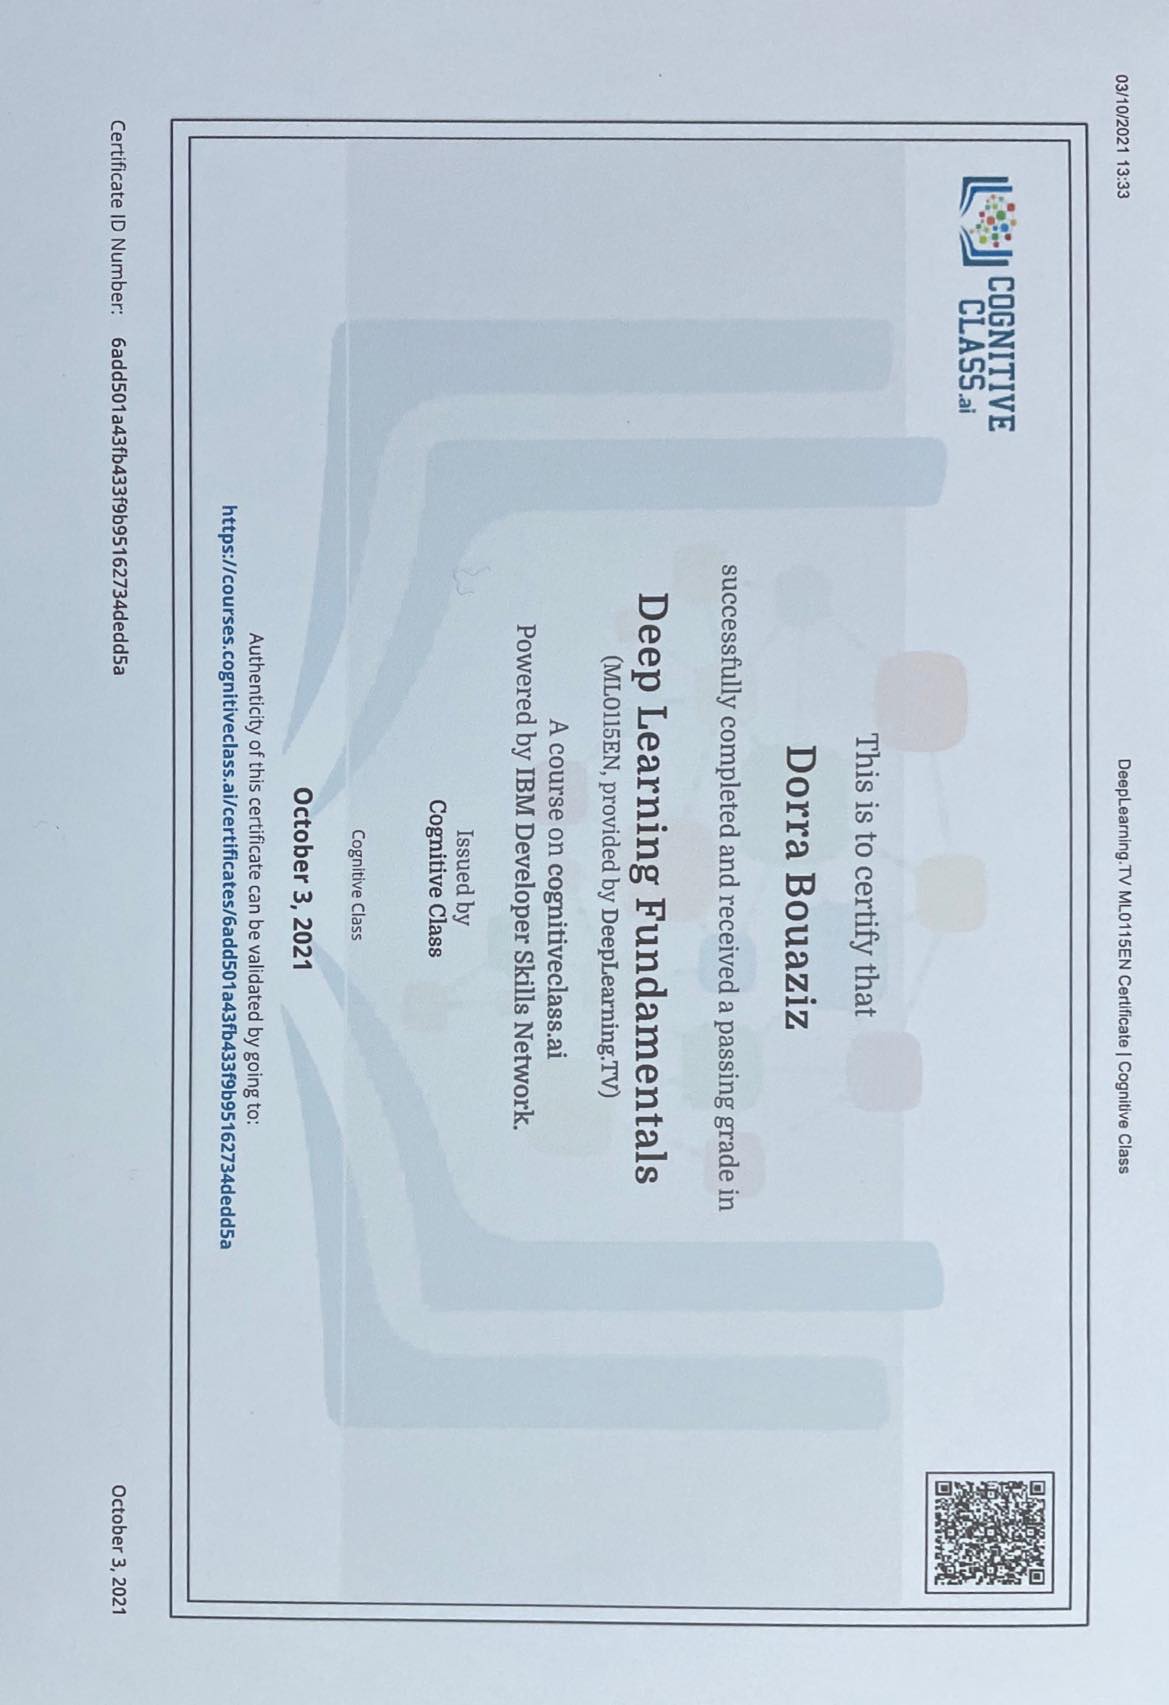 03/10/2021 13:33
DeepLearning.TV ML0115EN Certificate | Cognitive Class
COGNITIVE
CLASS.ai
This is to certify that
Dorra Bouaziz
successfully completed and received a passing grade in
Deep Learning Fundamentals
(ML0115EN, provided by DeepLearning.TV)
A course on cognitiveclass.ai
Powered by IBM Developer Skills Network.
Issued by
Cognitive Class
Cognitive Class
October 3, 2021
Authenticity of this certificate can be validated by going to:
https://courses.cognitiveclass.ai/certificates/6add501a43fb433f9b95162734dedd5a
Certificate ID Number: 6add501a43fb433f9b95162734dedd5a
October 3, 2021